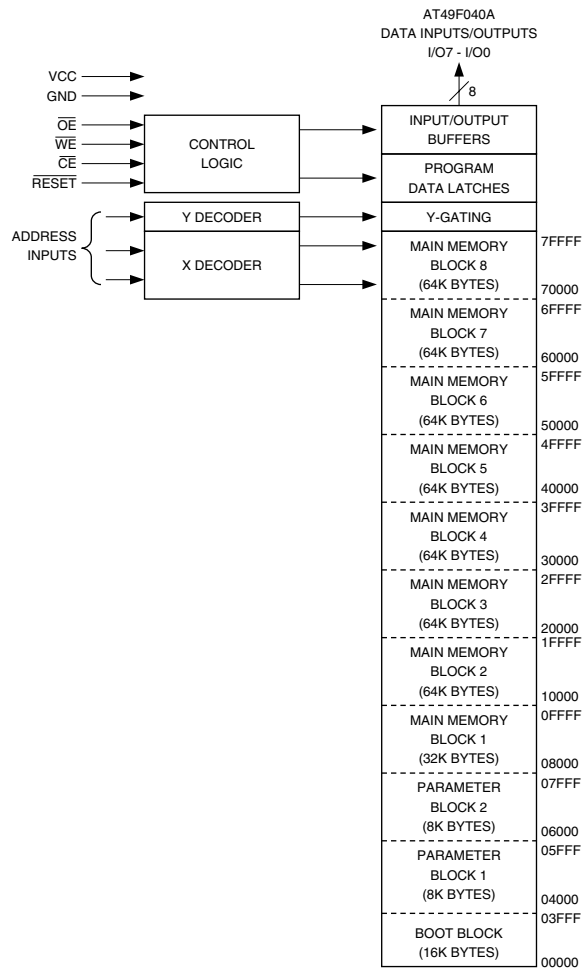 AT49F040A
DATA INPUTS/OUTPUTS
I/O7 - I/O0
8
VCC
GND
OE
WE
CE
RESET
CONTROL
LOGIC
INPUT/OUTPUT
BUFFERS
PROGRAM
DATA LATCHES
ADDRESS
INPUTS
Y DECODER
X DECODER
Y-GATING
MAIN MEMORY
BLOCK 8
(64K BYTES)
7FFFF
70000
MAIN MEMORY
BLOCK 7
(64K BYTES)
6FFFF
60000
MAIN MEMORY
BLOCK 6
(64K BYTES)
5FFFF
50000
MAIN MEMORY
BLOCK 5
(64K BYTES)
4FFFF
40000
MAIN MEMORY
BLOCK 4
(64K BYTES)
3FFFF
30000
MAIN MEMORY
BLOCK 3
(64K BYTES)
2FFFF
20000
MAIN MEMORY
BLOCK 2
(64K BYTES)
1FFFF
10000
MAIN MEMORY
BLOCK 1
(32K BYTES)
0FFFF
08000
PARAMETER
BLOCK 2
(8K BYTES)
07FFF
06000
PARAMETER
BLOCK 1
(8K BYTES)
05FFF
04000
BOOT BLOCK
(16K BYTES)
03FFF
00000